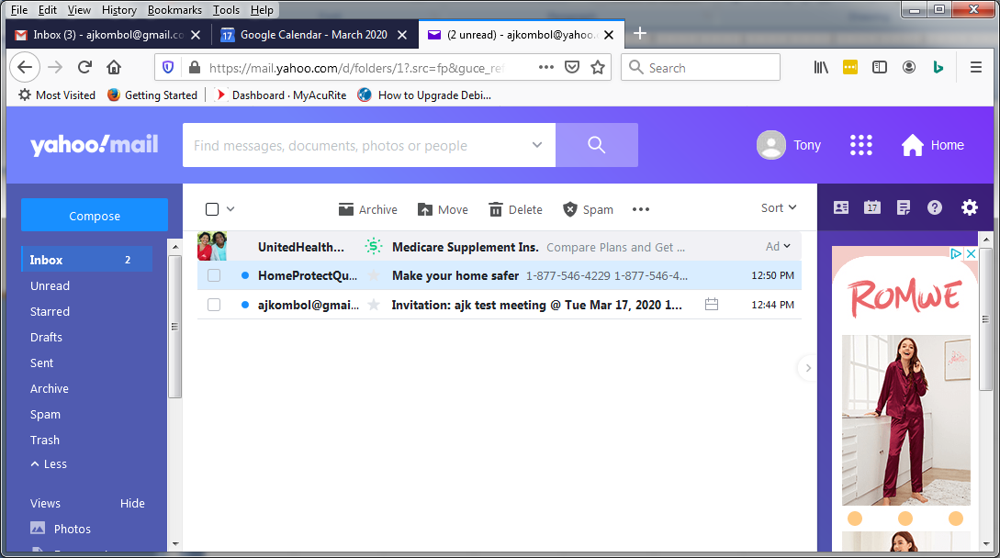 File Edit View History Bookmarks Tools Help
Inbox (3) - ajkombol@gmail.co
Google Calendar - March 2020
(2 unread) - ajkombol@yahoo.c
https://mail.yahoo.com/d/folders/1?.src=fp&guce_ref
Search
Most Visited
Getting Started
Dashboard · MyAcuRite
How to Upgrade Debi...
yahoo!mail
Find messages, documents, photos or people
Tony
Home
Compose
Archive
Move
Delete
Spam
Sort
17
Inbox 2
Unread
Starred
Drafts
Sent
Archive
Spam
Trash
Less
Views Hide
Photos
UnitedHealth... Medicare Supplement Ins. Compare Plans and Get ... Ad
HomeProtectQu... Make your home safer 1-877-546-4229 1-877-546-4... 12:50 PM
ajkombol@gmai... Invitation: ajk test meeting @ Tue Mar 17, 2020 1... 12:44 PM
ROMWE